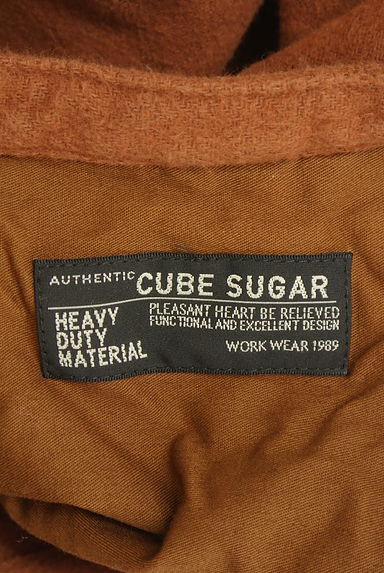 AUTHENTIC CUBE SUGAR
HEAVY
DUTY
MATERIAL
PLEASANT HEART BE RELIEVED
FUNCTIONAL AND EXCELLENT DESIGN
WORK WEAR 1989